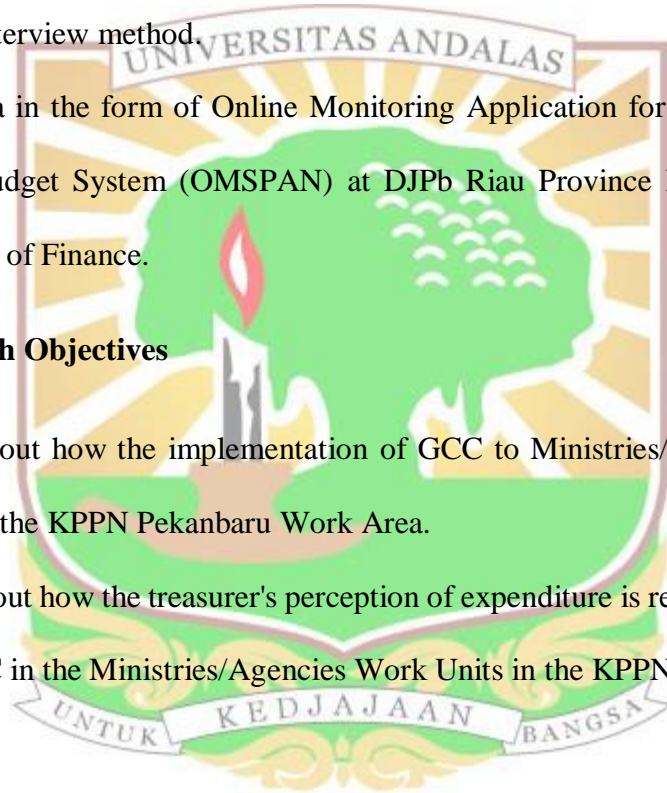 terview method.
UNIVERSITAS ANDALAS
in the form of Online Monitoring Application for
udget System (OMSPAN) at DJPb Riau Province
of Finance.
h Objectives
out how the implementation of GCC to Ministries/
the KPPN Pekanbaru Work Area.
out how the treasurer's perception of expenditure is re
in the Ministries/Agencies Work Units in the KPPN
UNTUK KEDJAJAAN BANGSA